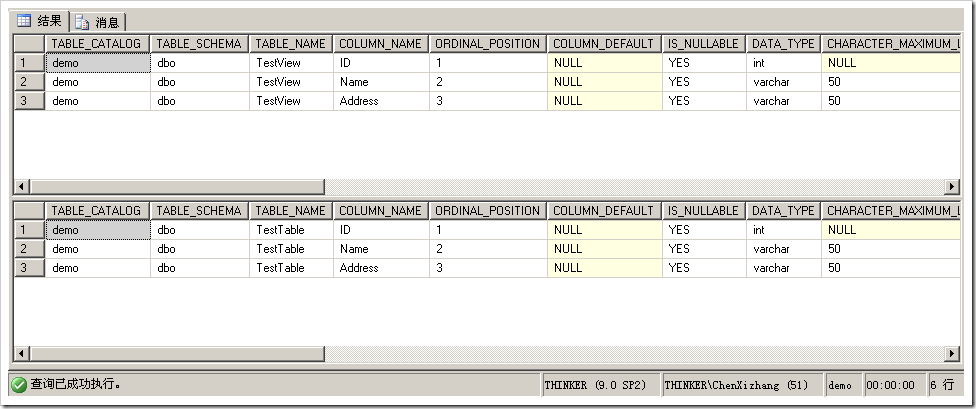 结果 消息
TABLE_CATALOG TABLE_SCHEMA TABLE_NAME COLUMN_NAME ORDINAL_POSITION COLUMN_DEFAULT IS_NULLABLE DATA_TYPE CHARACTER_MAXIMUM_L
1 demo dbo TestView ID 1 NULL YES int NULL
2 demo dbo TestView Name 2 NULL YES varchar 50
3 demo dbo TestView Address 3 NULL YES varchar 50
TABLE_CATALOG TABLE_SCHEMA TABLE_NAME COLUMN_NAME ORDINAL_POSITION COLUMN_DEFAULT IS_NULLABLE DATA_TYPE CHARACTER_MAXIMUM_L
1 demo dbo TestTable ID 1 NULL YES int NULL
2 demo dbo TestTable Name 2 NULL YES varchar 50
3 demo dbo TestTable Address 3 NULL YES varchar 50
查询已成功执行。 THINKER (9.0 SP2) THINKER\ChenXizhang (51) demo 00:00:00 6 行